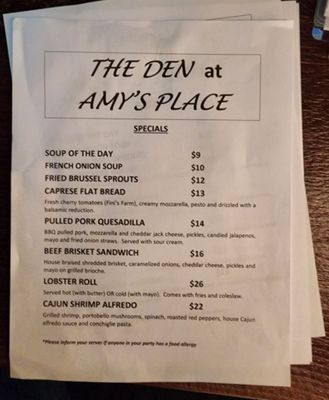 THE DEN at
AMY'S PLACE
SPECIALS
SOUP OF THE DAY $9
FRENCH ONION SOUP $10
FRIED BRUSSEL SPROUTS $12
CAPRESE FLAT BREAD $13
Fresh cherry tomatoes (Fini's Farm), creamy mozzarella, pesto and drizzled with a
balsamic reduction.
PULLED PORK QUESADILLA $14
BBQ pulled pork, mozzarella and cheddar jack cheese, pickles, candied jalapenos,
mayo and fried onion straws. Served with sour cream.
BEEF BRISKET SANDWICH $16
House braised shredded brisket, caramelized onions, cheddar cheese, pickles and
mayo on grilled brioche.
LOBSTER ROLL $26
Served hot (with butter) OR cold (with mayo). Comes with fries and coleslaw.
CAJUN SHRIMP ALFREDO $22
Grilled shrimp, portobello mushrooms, spinach, roasted red peppers, house Cajun
alfredo sauce and conchiglie pasta.
*Please inform your server if anyone in your party has a food allergy